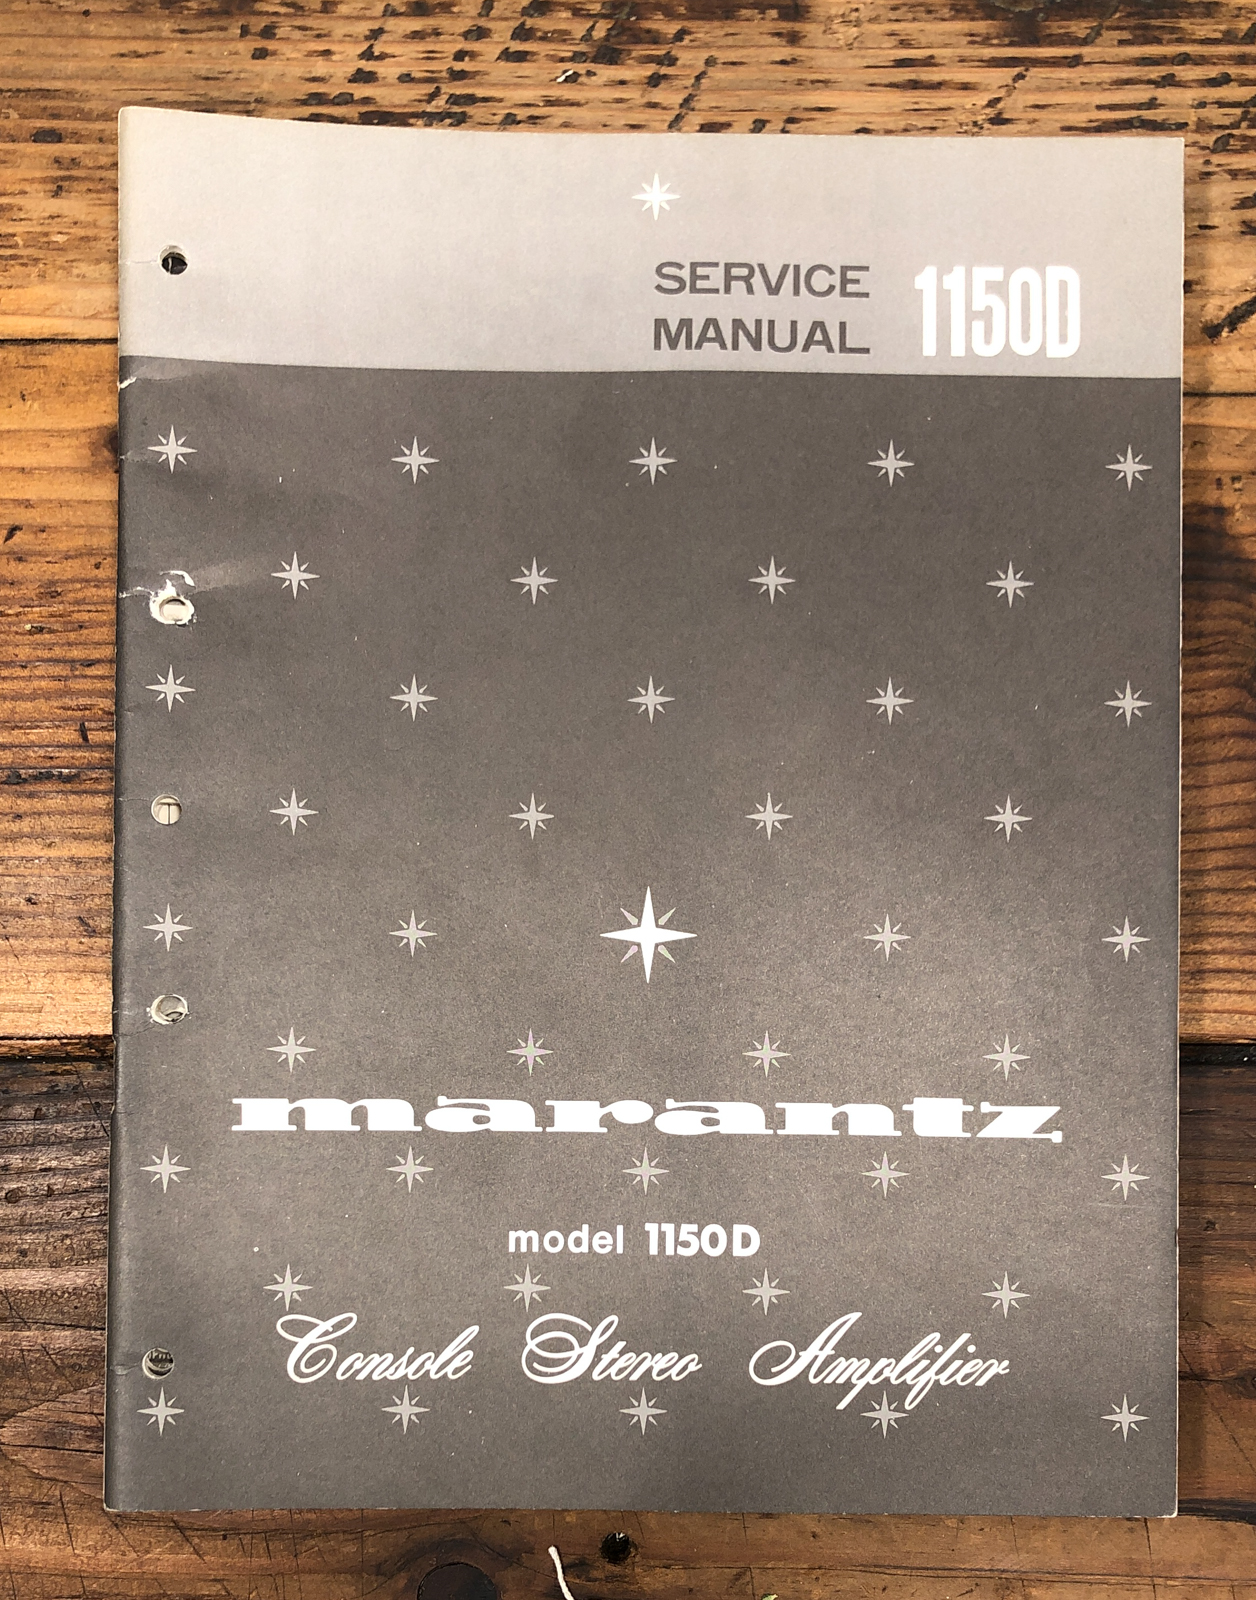 SERVICE
MANUAL
1150D
marantz
model 1150D
Console Stereo Amplifier